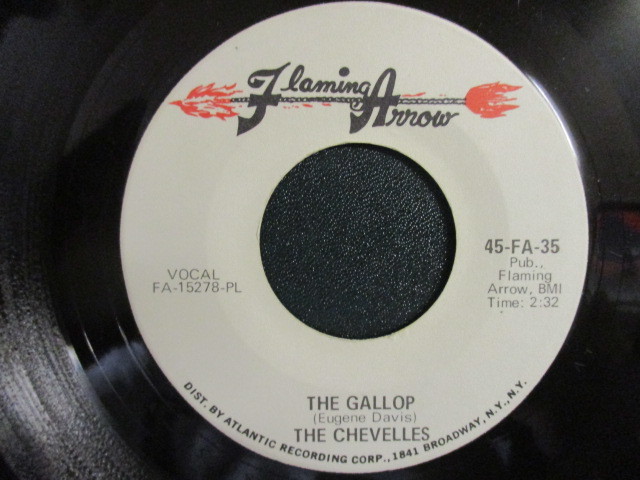 Flaming
Arrow
VOCAL
FA-15278-PL
45-FA-35
Pub.,
Flaming
Arrow, BMI
Time: 2:32
THE GALLOP
(Eugene Davis)
THE CHEVELLES
DIST. BY ATLANTIC RECORDING CORP., 1841 BROADWAY, N.Y., N.Y.